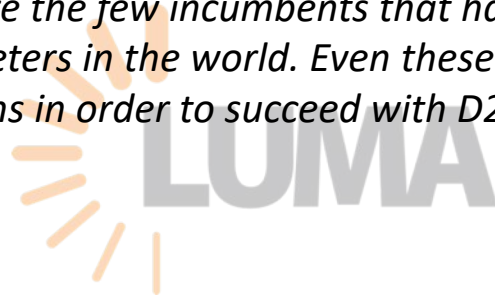 e the few incumbents that ha
eters in the world. Even these
ns in order to succeed with D2
LUMA